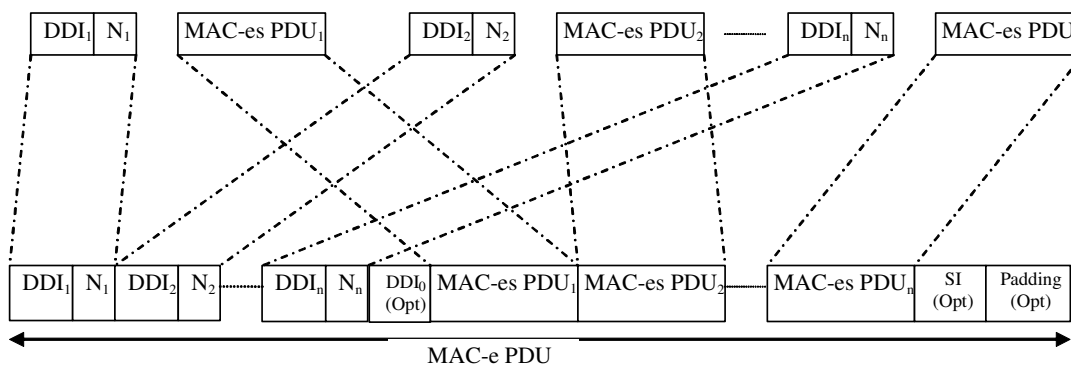 DDI₁ N₁ MAC-es PDU₁ DDI₂ N₂ MAC-es PDU₂ DDIₙ Nₙ MAC-es PDU
DDI₁ N₁ DDI₂ N₂ DDIₙ Nₙ DDI₀ (Opt) MAC-es PDU₁ MAC-es PDU₂ MAC-es PDUₙ SI (Opt) Padding (Opt)
MAC-e PDU